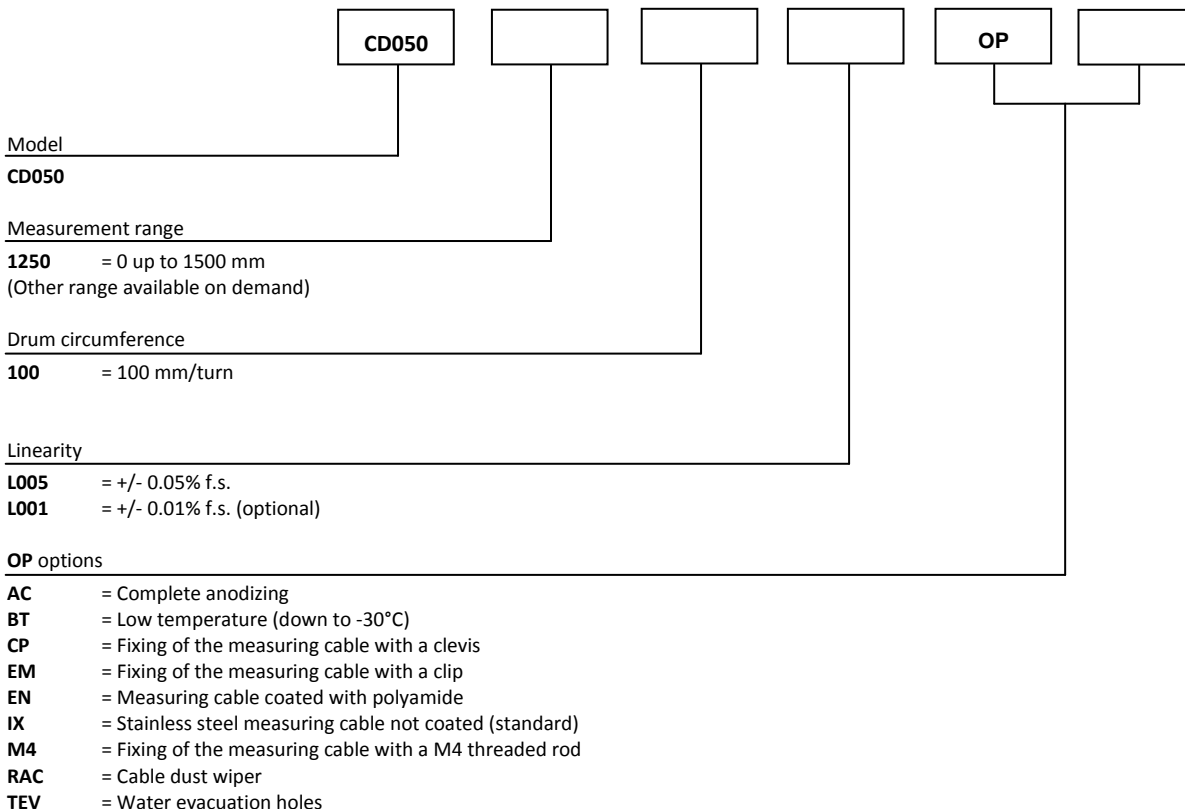 CD050 OP
Model
CD050
Measurement range
1250 = 0 up to 1500 mm
(Other range available on demand)
Drum circumference
100 = 100 mm/turn
Linearity
L005 = +/- 0.05% f.s.
L001 = +/- 0.01% f.s. (optional)
OP options
AC = Complete anodizing
BT = Low temperature (down to -30°C)
CP = Fixing of the measuring cable with a clevis
EM = Fixing of the measuring cable with a clip
EN = Measuring cable coated with polyamide
IX = Stainless steel measuring cable not coated (standard)
M4 = Fixing of the measuring cable with a M4 threaded rod
RAC = Cable dust wiper
TEV = Water evacuation holes